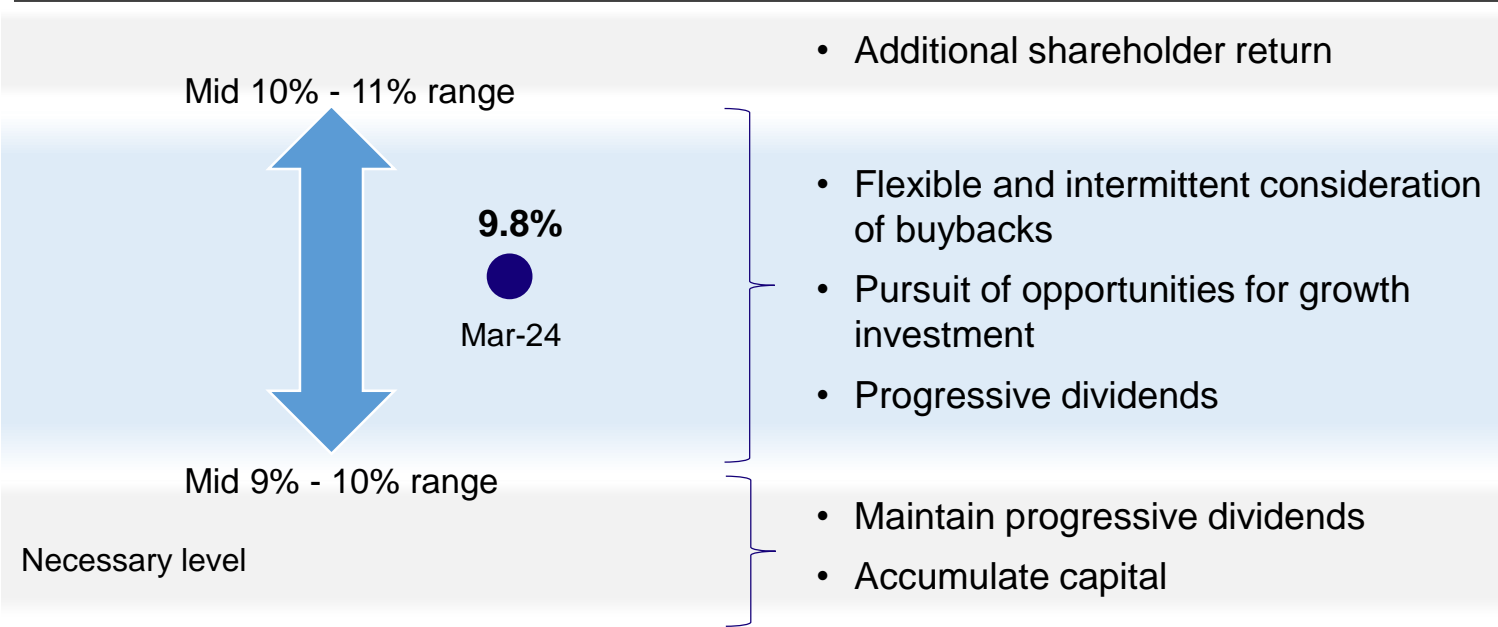 • Additional shareholder return
Mid 10% - 11% range
• Flexible and intermittent consideration
of buybacks
9.8%
• Pursuit of opportunities for growth
investment
Mar-24
• Progressive dividends
Mid 9% - 10% range
• Maintain progressive dividends
Necessary level
• Accumulate capital